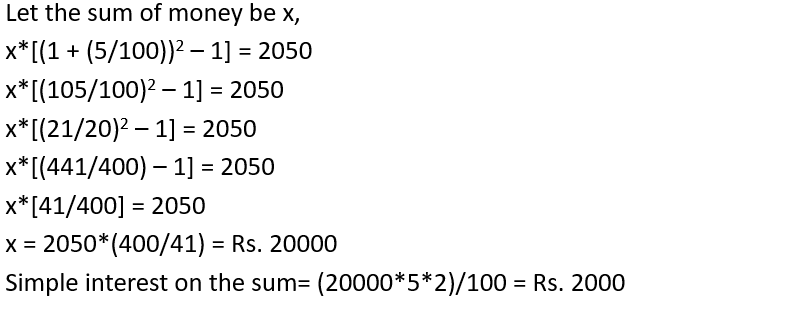 Let the sum of money be x,
x*[(1 + (5/100))² – 1] = 2050
x*[(105/100)² – 1] = 2050
x*[(21/20)² – 1] = 2050
x*[(441/400) – 1] = 2050
x*[41/400] = 2050
x = 2050*(400/41) = Rs. 20000
Simple interest on the sum= (20000*5*2)/100 = Rs. 2000